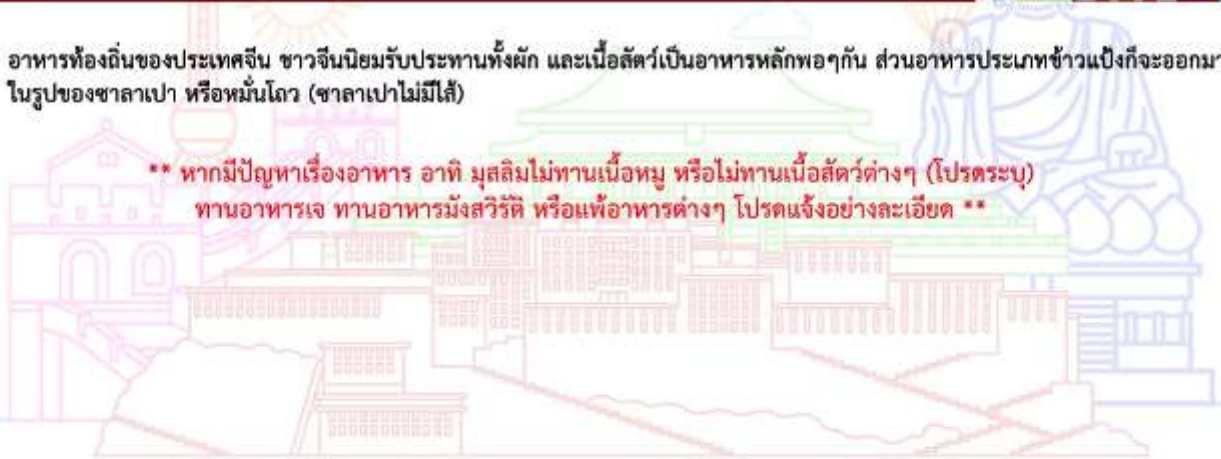 อาหารท้องถิ่นของประเทศจีน ชาวจีนนิยมรับประทานทั้งผัก และเนื้อสัตว์เป็นอาหารหลักพอๆกัน ส่วนอาหารประเภทข้าวแป้งก็จะออกมา
ในรูปของซาลาเปา หรือหมั่นโถว (ซาลาเปาไม่มีไส้)
** หากมีปัญหาเรื่องอาหาร อาทิ มุสลิมไม่ทานเนื้อหมู หรือไม่ทานเนื้อสัตว์ต่างๆ (โปรดระบุ)
ทานอาหารเจ ทานอาหารมังสวิรัติ หรือแพ้อาหารต่างๆ โปรดแจ้งอย่างละเอียด **